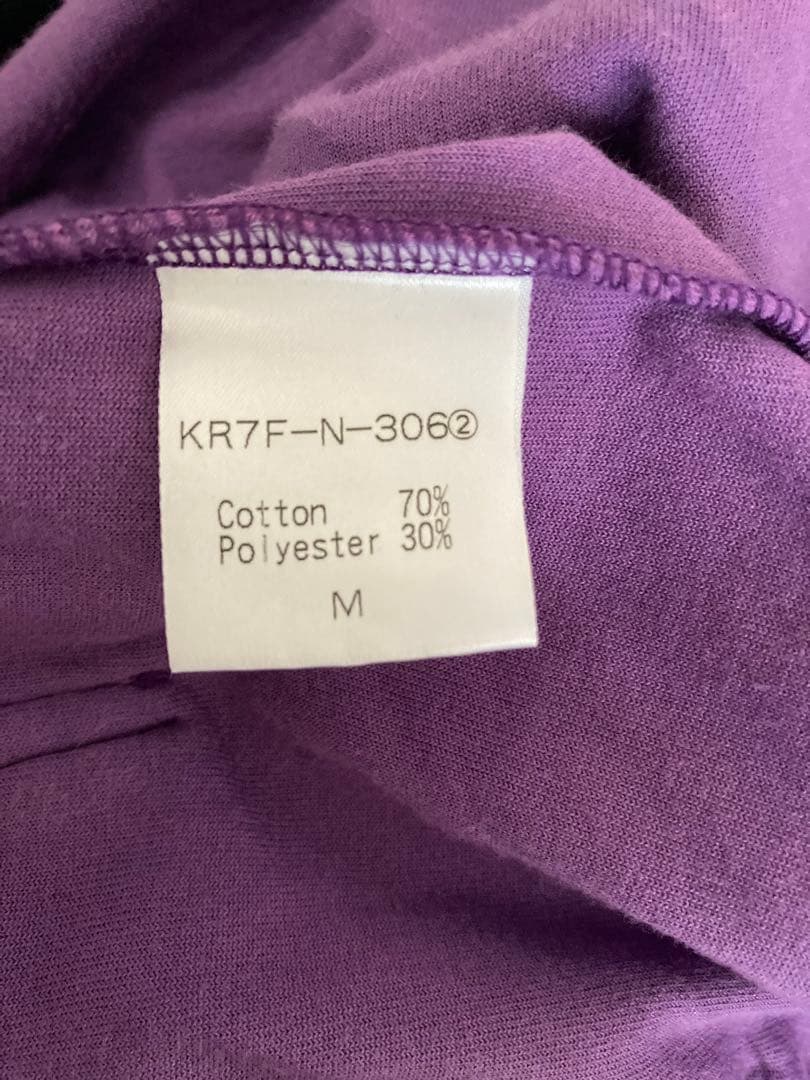 KR7F-N-306②
Cotton 70%
Polyester 30%
M